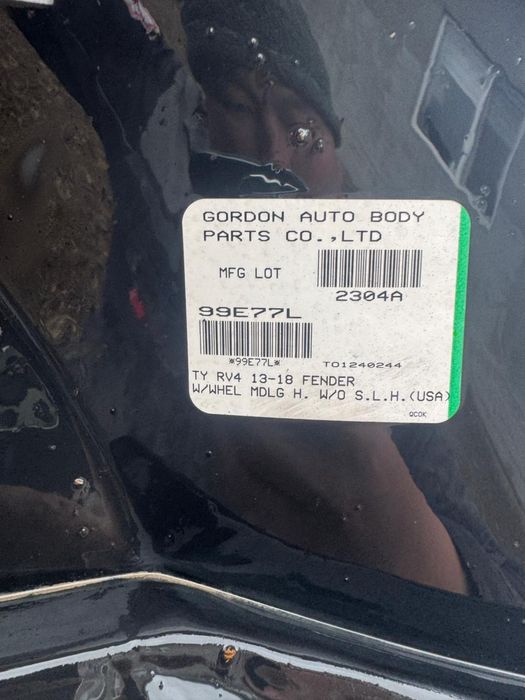 GORDON AUTO BODY
PARTS CO.,LTD
MFG LOT
2304A
99E77L
*99E77L*
TO1240244
TY RV4 13-18 FENDER
W/WHEL MDLG H. W/O S.L.H.(USA)
QCOK